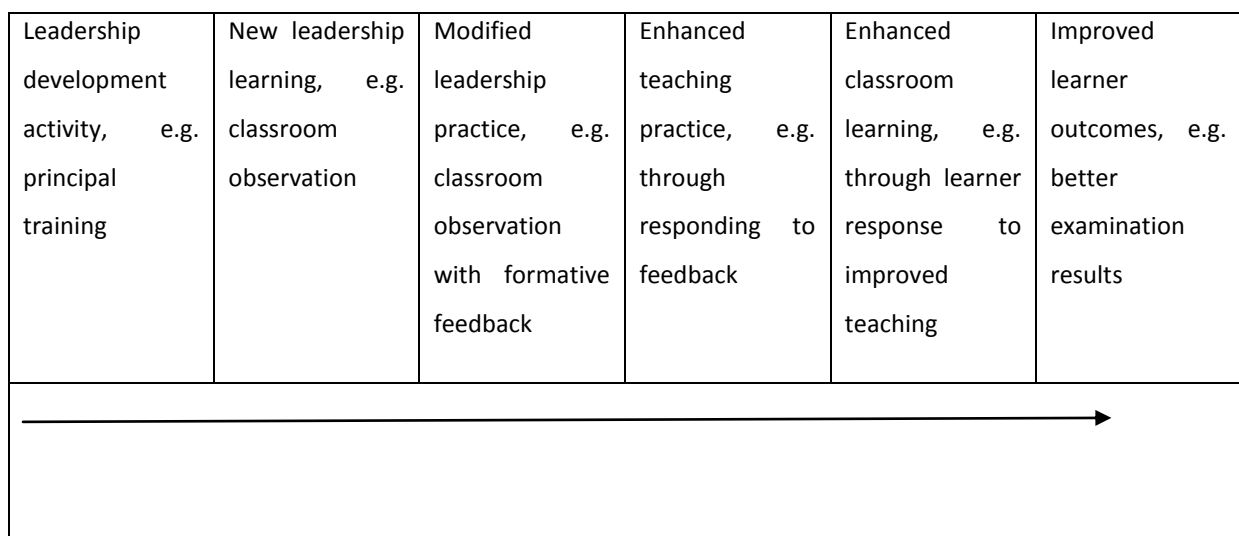 Leadership
development
activity, e.g.
principal
training
New leadership
learning, e.g.
classroom
observation
Modified
leadership
practice, e.g.
classroom
observation
with formative
feedback
Enhanced
teaching
practice, e.g.
through
responding to
feedback
Enhanced
classroom
learning, e.g.
through learner
response to
improved
teaching
Improved
learner
outcomes, e.g.
better
examination
results